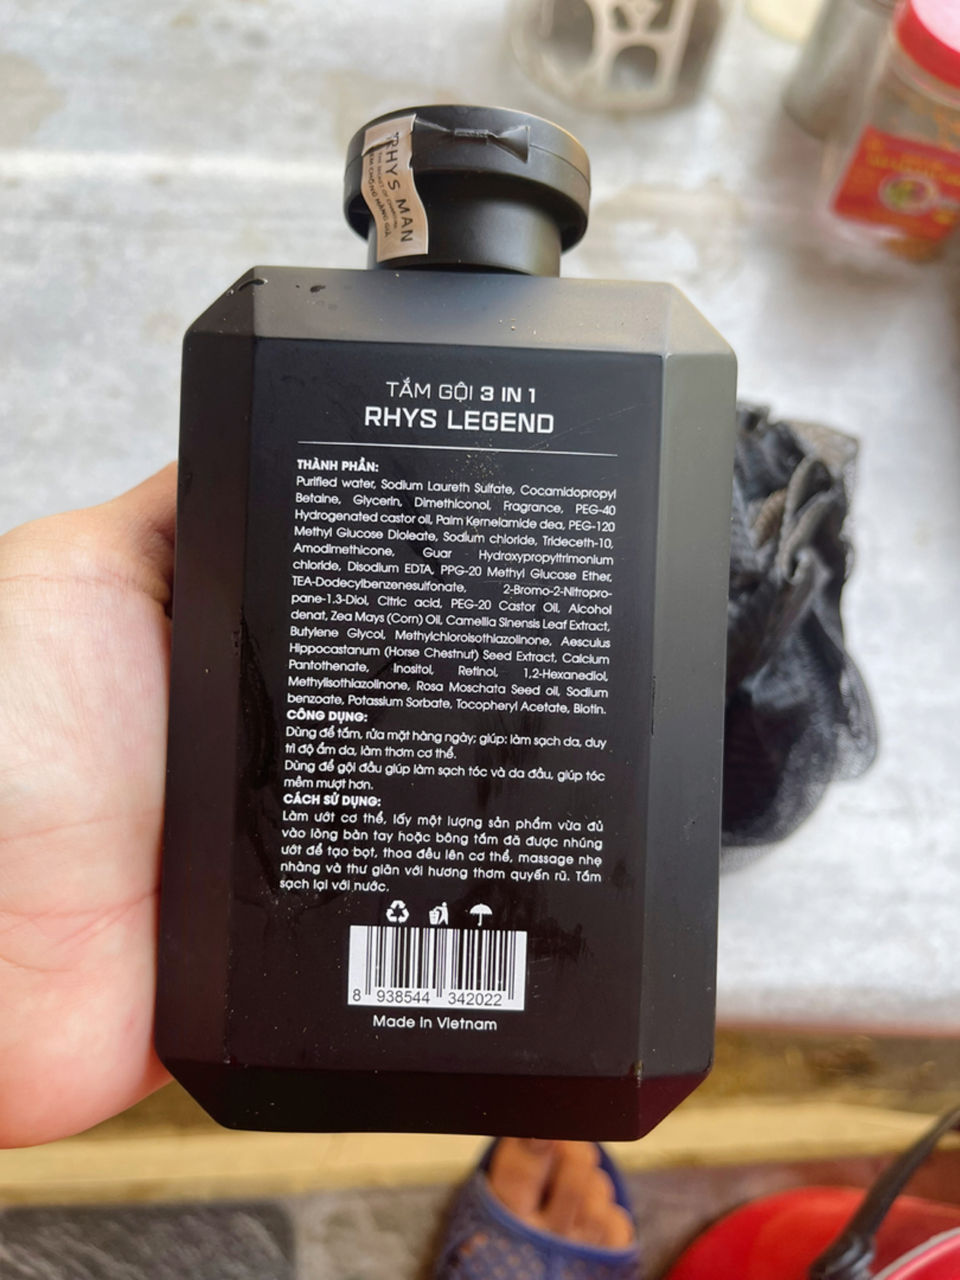 RHYS MAN
THE SECRET OF CHARMING
TEM CHỐNG HÀNG GIẢ
TẮM GỘI 3 IN 1
RHYS LEGEND
THÀNH PHẦN:
Purified water, Sodium Laureth Sulfate, Cocamidopropyl
Betaine, Glycerin, Dimethiconol, Fragrance, PEG-40
Hydrogenated castor oil, Palm Kernelamide dea, PEG-120
Methyl Glucose Dioleate, Sodium chloride, Trideceth-10,
Amodimethicone, Guar Hydroxypropyltrimonium
chloride, Disodium EDTA, PPG-20 Methyl Glucose Ether,
TEA-Dodecylbenzenesulfonate, 2-Bromo-2-Nitropro-
pane-1.3-Diol, Citric acid, PEG-20 Castor Oil, Alcohol
denat, Zea Mays (Corn) Oil, Camellia Sinensis Leaf Extract,
Butylene Glycol, Methylchloroisothiazolinone, Aesculus
Hippocastanum (Horse Chestnut) Seed Extract, Calcium
Pantothenate, Inositol, Retinol, 1,2-Hexanediol,
Methylisothiazolinone, Rosa Moschata Seed oil, Sodium
benzoate, Potassium Sorbate, Tocopheryl Acetate, Biotin.
CÔNG DỤNG:
Dùng để tắm, rửa mặt hàng ngày; giúp: làm sạch da, duy
trì độ ẩm da, làm thơm cơ thể.
Dùng để gội đầu giúp làm sạch tóc và da đầu, giúp tóc
mềm mượt hơn.
CÁCH SỬ DỤNG:
Làm ướt cơ thể, lấy một lượng sản phẩm vừa đủ
vào lòng bàn tay hoặc bông tắm đã được nhúng
ướt để tạo bọt, thoa đều lên cơ thể, massage nhẹ
nhàng và thư giãn với hương thơm quyến rũ. Tắm
sạch lại với nước.
8 938544 342022
Made in Vietnam